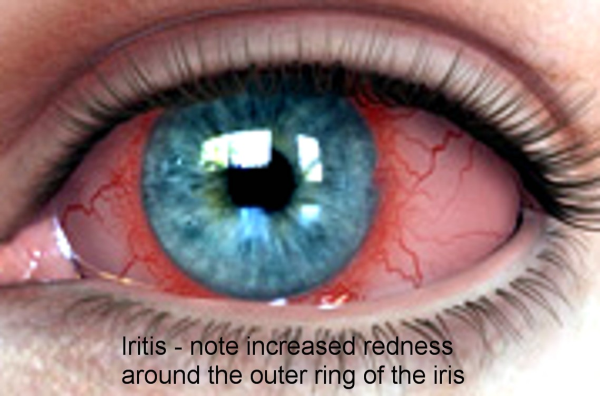 Iritis - note increased redness
around the outer ring of the iris